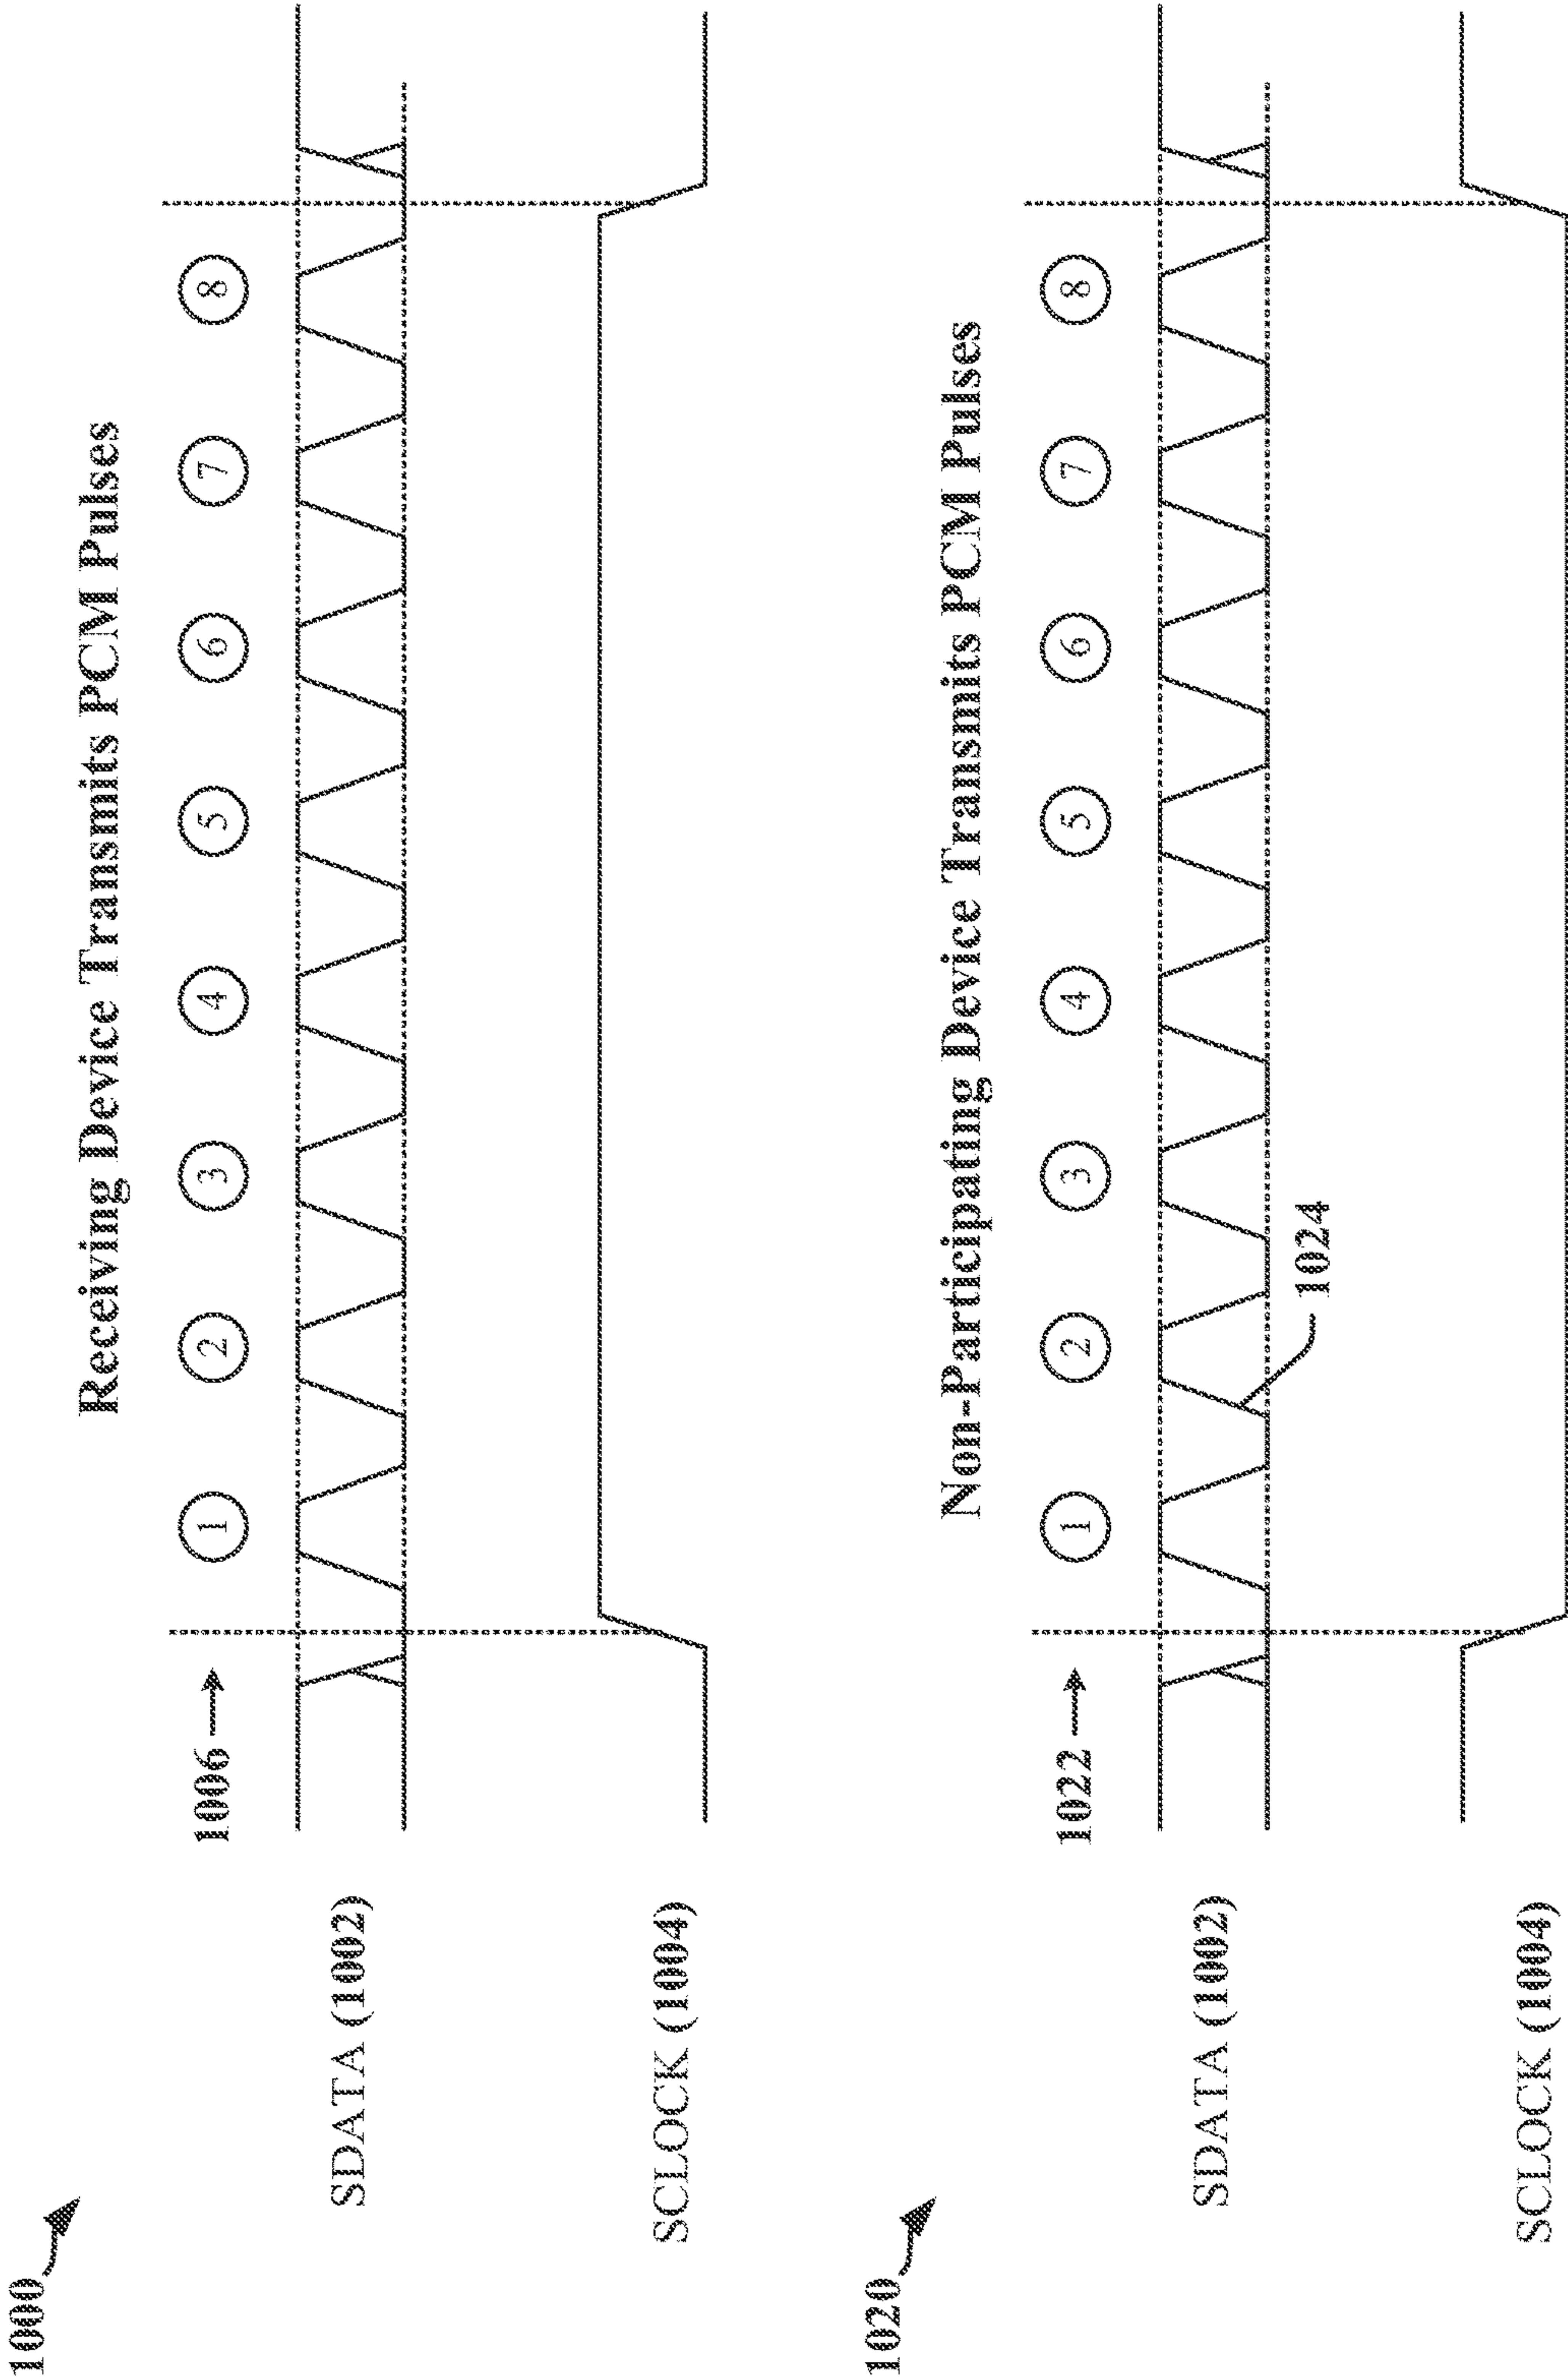 1000
Receiving Device Transmits PCM Pulses
1006
1 2 3 4 5 6 7 8
SDATA (1002)
SCLOCK (1004)
1020
Non-Participating Device Transmits PCM Pulses
1022
1 2 3 4 5 6 7 8
SDATA (1002)
1024
SCLOCK (1004)